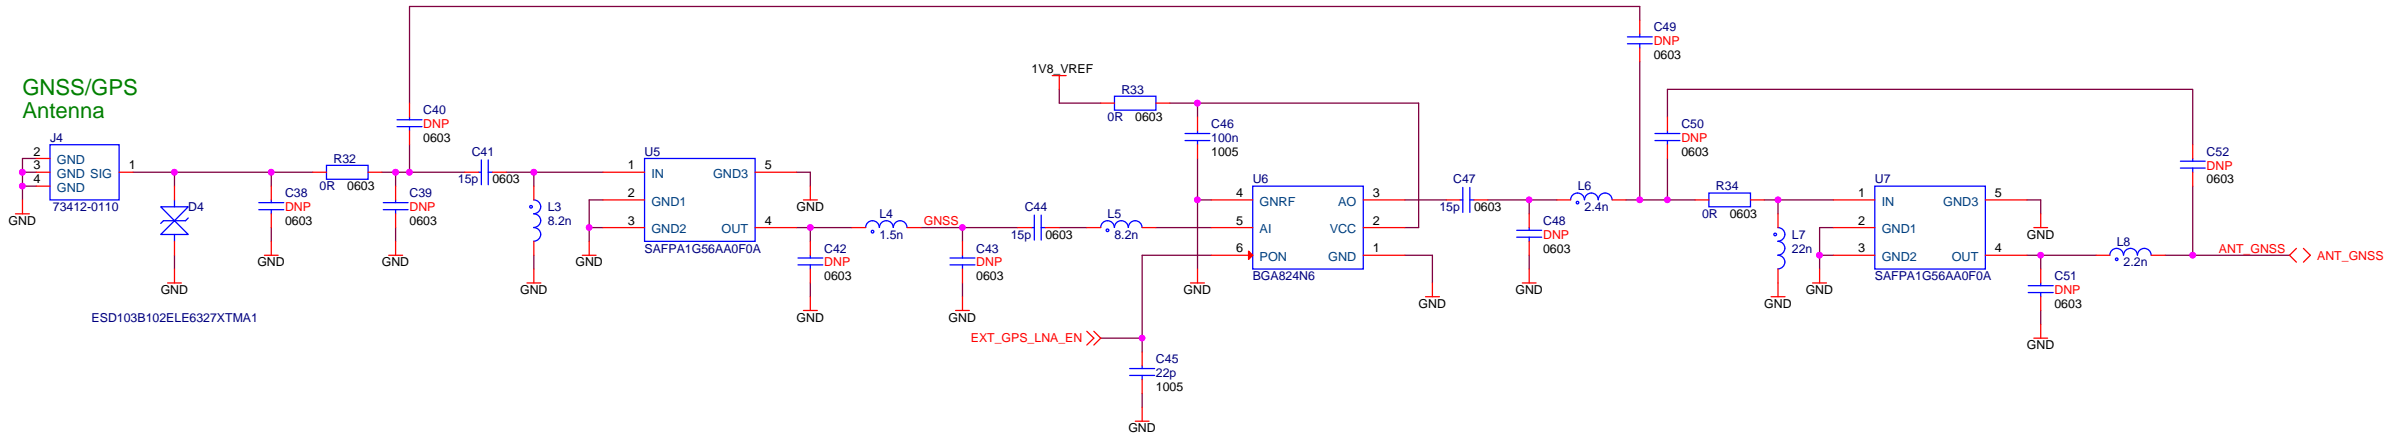 GNSS/GPS
Antenna
J4
2
3
4
GND
GND
GND
SIG
1
73412-0110
GND
D4
GND
ESD103B102ELE6327XTMA1
C38
DNP
0603
GND
R32
0R
0603
C39
DNP
0603
GND
C40
DNP
0603
C41
15p
0603
L3
8.2n
GND
U5
1
2
3
IN
GND1
GND2
GND3
OUT
5
4
SAFPA1G56AA0F0A
GND
GND
C42
DNP
0603
GND
L4
1.5n
GNSS
C43
DNP
0603
GND
C44
15p
0603
L5
8.2n
1V8_VREF
R33
0R
0603
C46
100n
1005
GND
EXT_GPS_LNA_EN
C45
22p
1005
GND
U6
4
5
6
GNRF
AI
PON
AO
VCC
GND
3
2
1
BGA824N6
GND
C47
15p
0603
C48
DNP
0603
GND
L6
2.4n
C49
DNP
0603
C50
DNP
0603
R34
0R
0603
L7
22n
GND
U7
1
2
3
IN
GND1
GND2
GND3
OUT
5
4
SAFPA1G56AA0F0A
GND
GND
C51
DNP
0603
GND
L8
2.2n
C52
DNP
0603
ANT_GNSS
ANT_GNSS